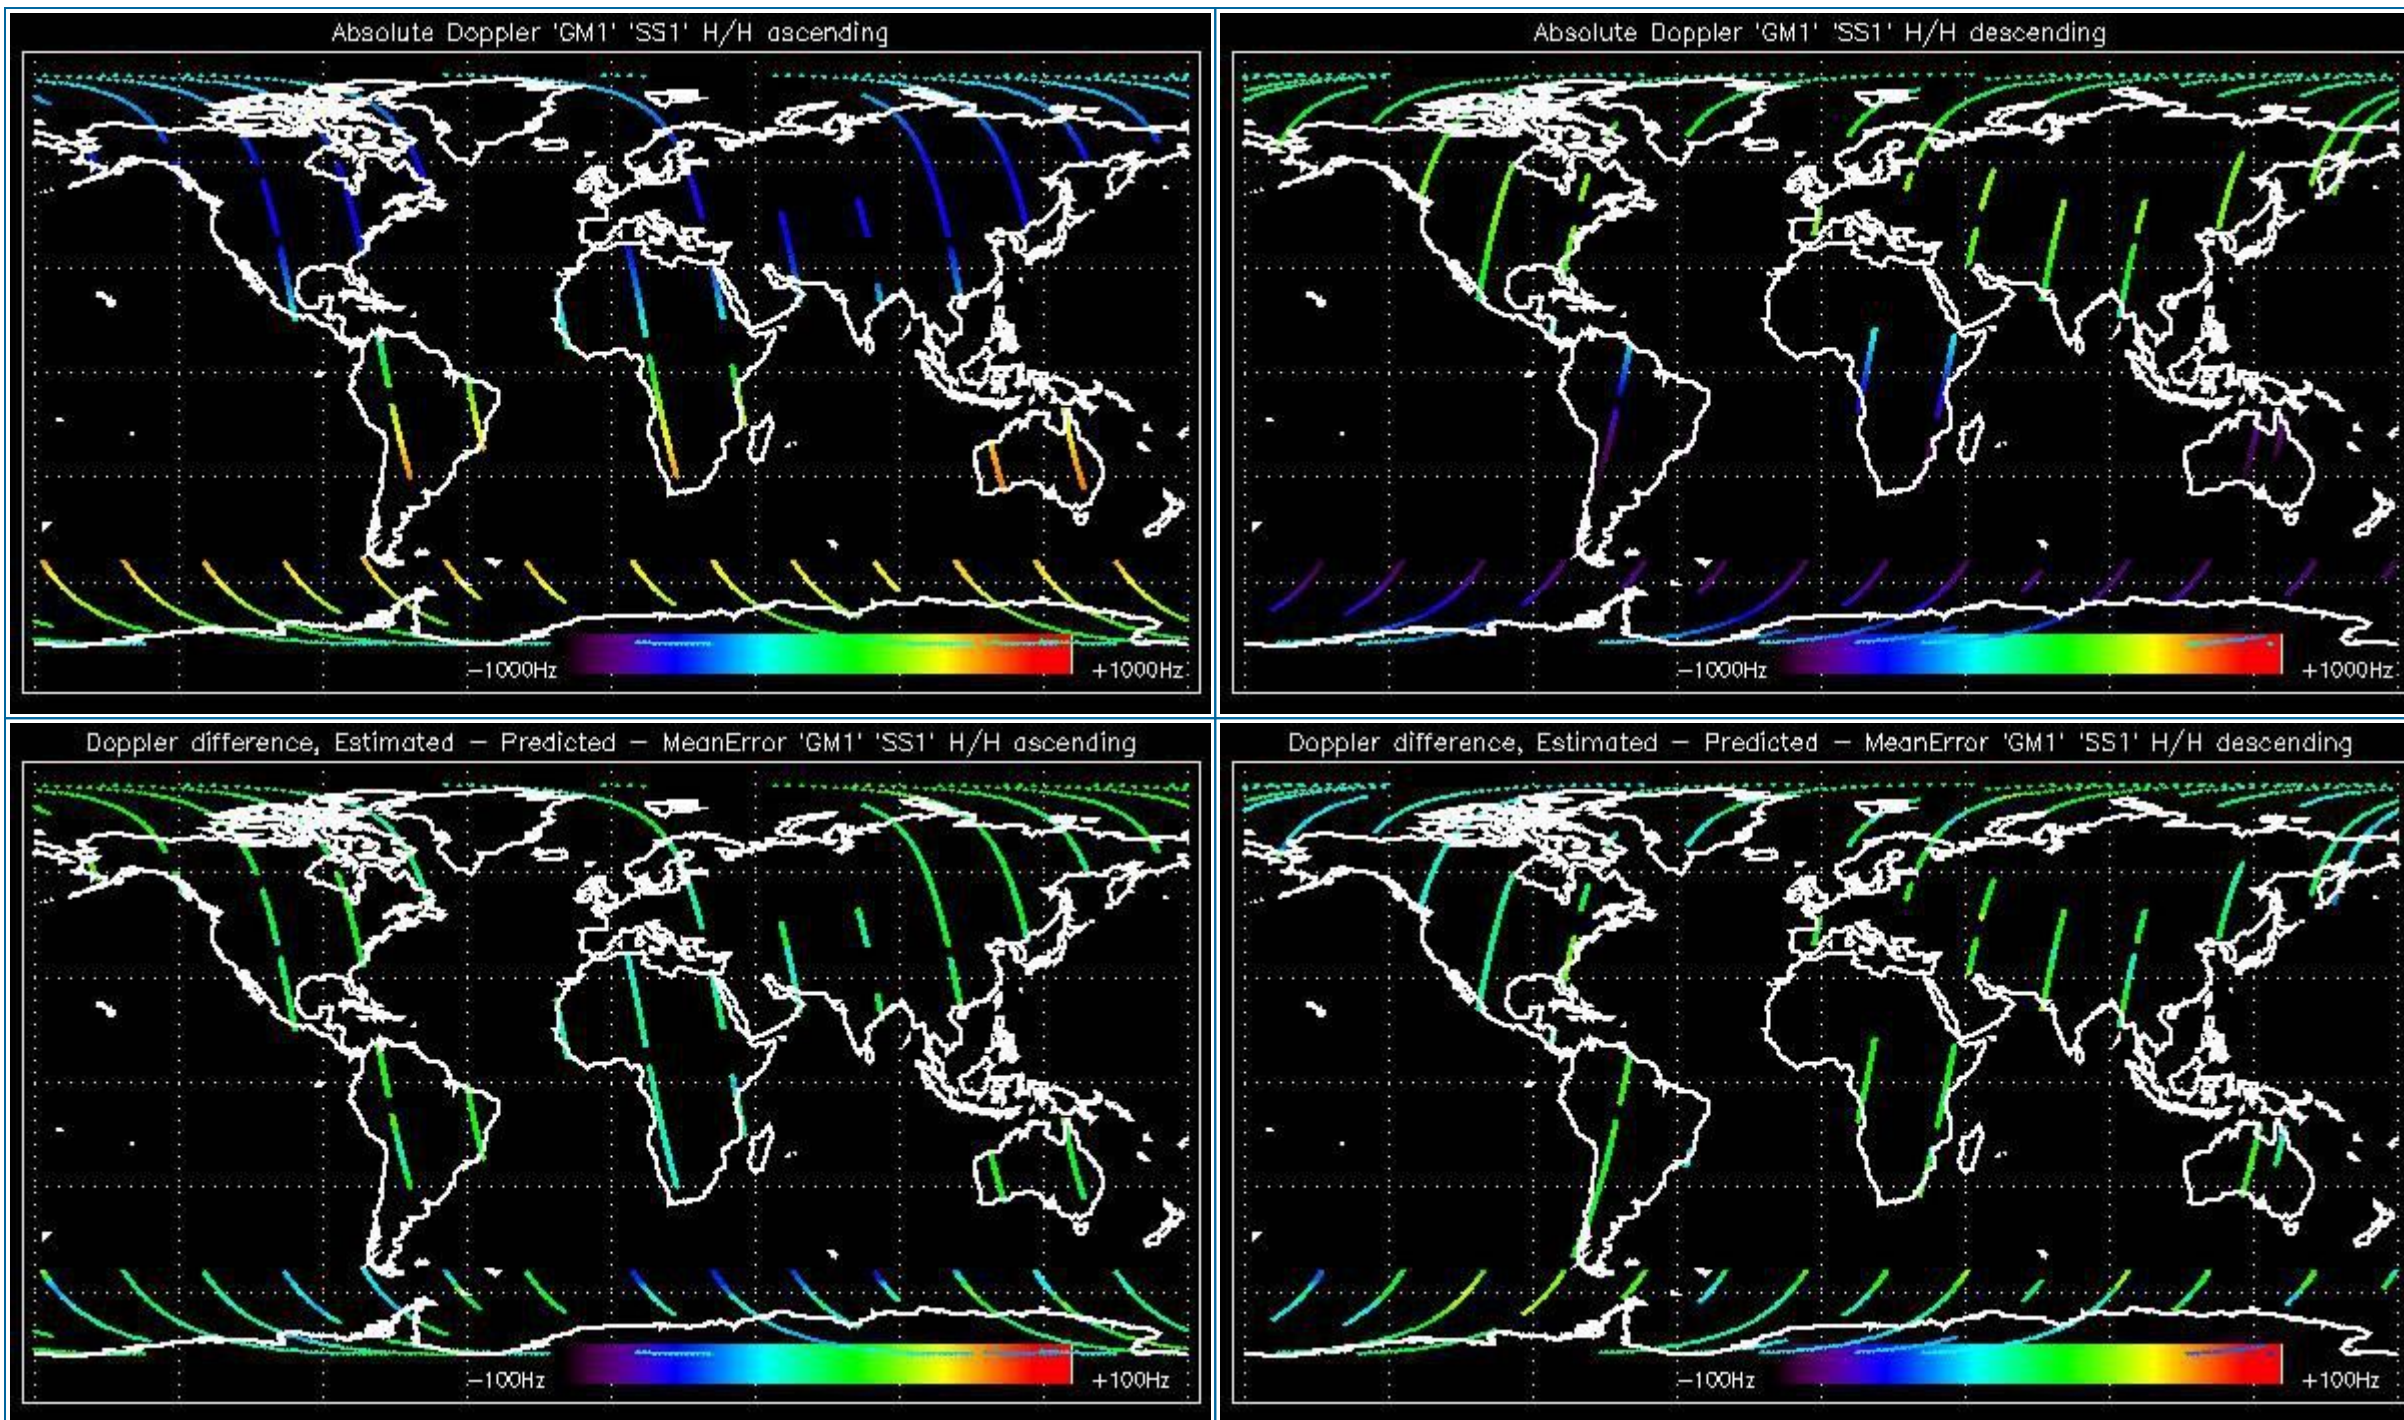 Absolute Doppler 'GM1' 'SS1' H/H ascending
-1000Hz
+1000Hz
Absolute Doppler 'GM1' 'SS1' H/H descending
-1000Hz
+1000Hz
Doppler difference, Estimated - Predicted - MeanError 'GM1' 'SS1' H/H ascending
-100Hz
+100Hz
Doppler difference, Estimated - Predicted - MeanError 'GM1' 'SS1' H/H descending
-100Hz
+100Hz